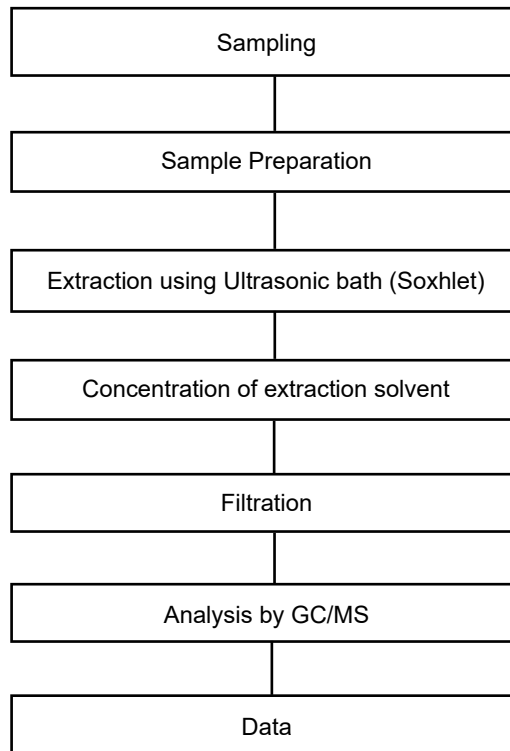 Sampling
Sample Preparation
Extraction using Ultrasonic bath (Soxhlet)
Concentration of extraction solvent
Filtration
Analysis by GC/MS
Data